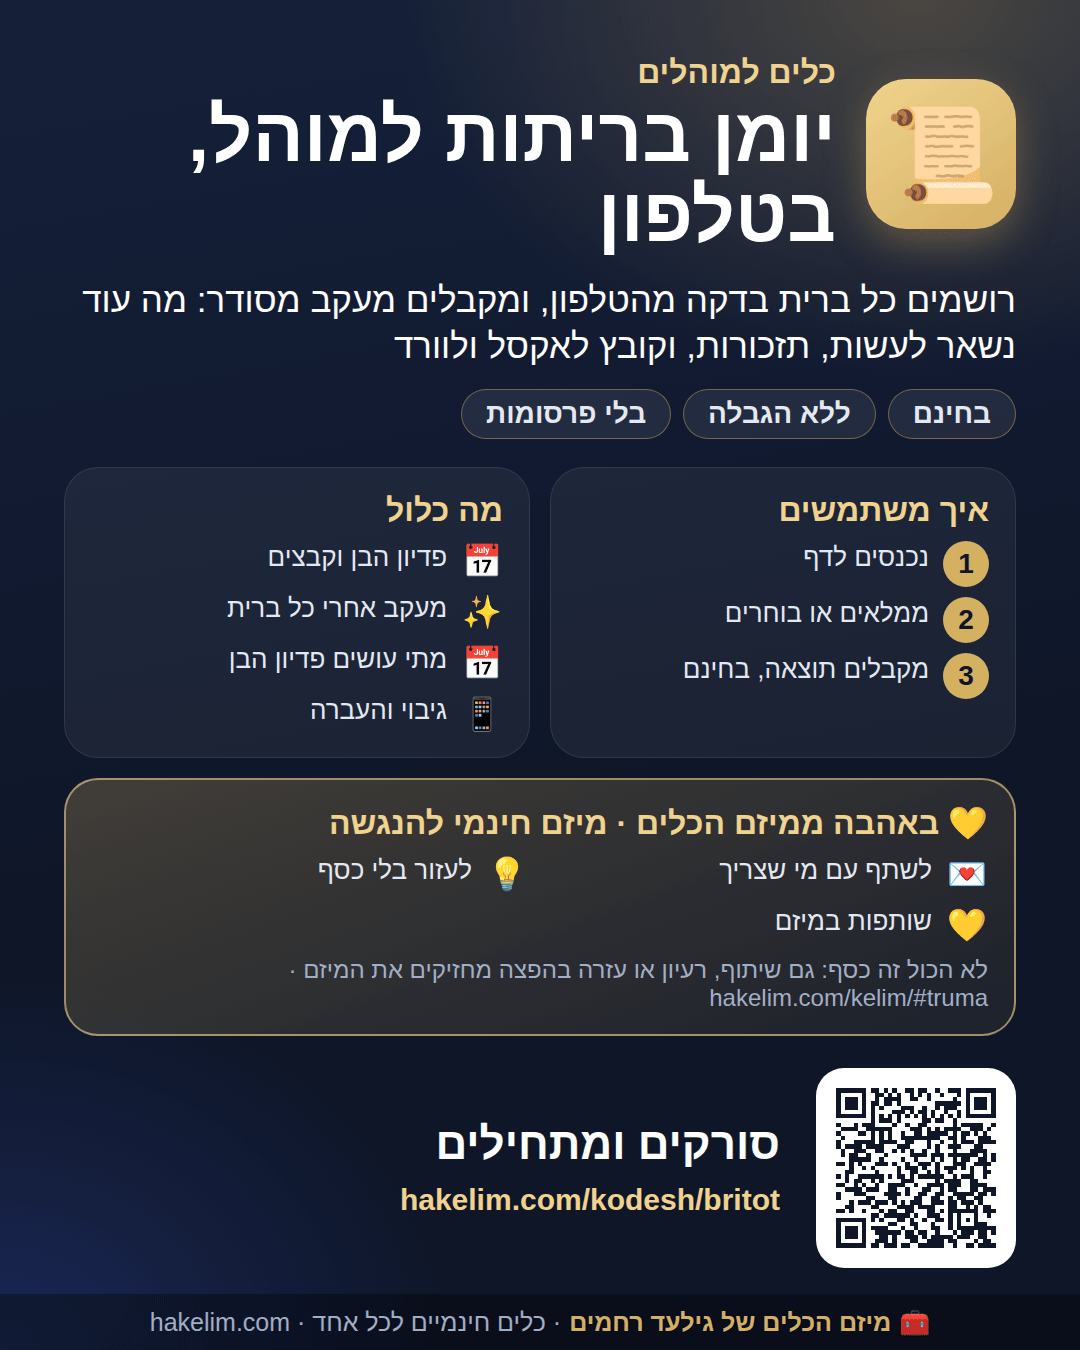 כלים למוהלים
יומן בריתות למוהל,
בטלפון
רושמים כל ברית בדקה מהטלפון, ומקבלים מעקב מסודר: מה עוד
נשאר לעשות, תזכורות, וקובץ לאקסל ולוורד
בחינם
ללא הגבלה
בלי פרסומות
איך משתמשים
1 נכנסים לדף
2 ממלאים או בוחרים
3 מקבלים תוצאה, בחינם
מה כלול
📅 פדיון הבן וקבצים
✨ מעקב אחרי כל ברית
📅 מתי עושים פדיון הבן
📱 גיבוי והעברה
💛 באהבה ממיזם הכלים · מיזם חינמי להנגשה
💌 לשתף עם מי שצריך
💡 לעזור בלי כסף
💛 שותפות במיזם
לא הכול זה כסף: גם שיתוף, רעיון או עזרה בהפצה מחזיקים את המיזם ·
hakelim.com/kelim/#truma
סורקים ומתחילים
hakelim.com/kodesh/britot
🧰 מיזם הכלים של גילעד רחמים · כלים חינמיים לכל אחד · hakelim.com